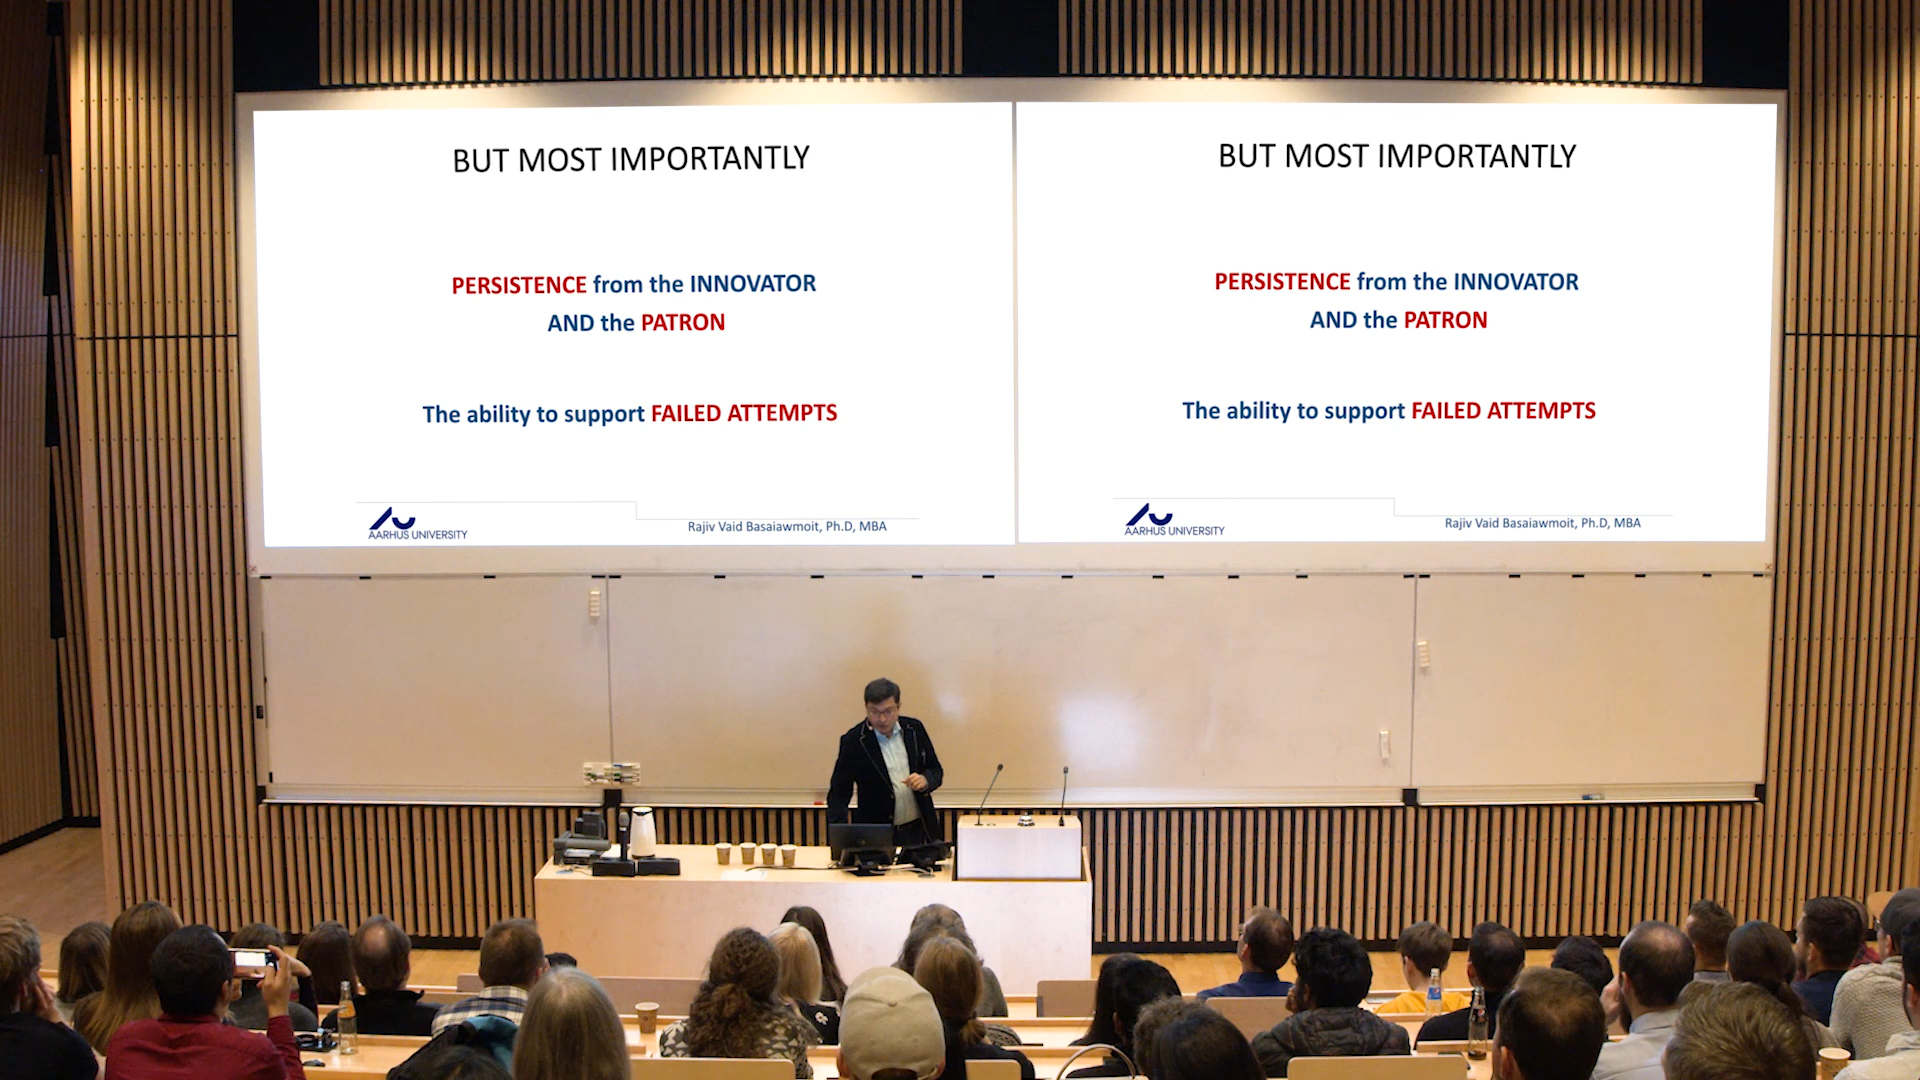 BUT MOST IMPORTANTLY
PERSISTENCE from the INNOVATOR
AND the PATRON
The ability to support FAILED ATTEMPTS
AARHUS UNIVERSITY
Rajiv Vaid Basaiawmoit, Ph.D, MBA
BUT MOST IMPORTANTLY
PERSISTENCE from the INNOVATOR
AND the PATRON
The ability to support FAILED ATTEMPTS
AARHUS UNIVERSITY
Rajiv Vaid Basaiawmoit, Ph.D, MBA